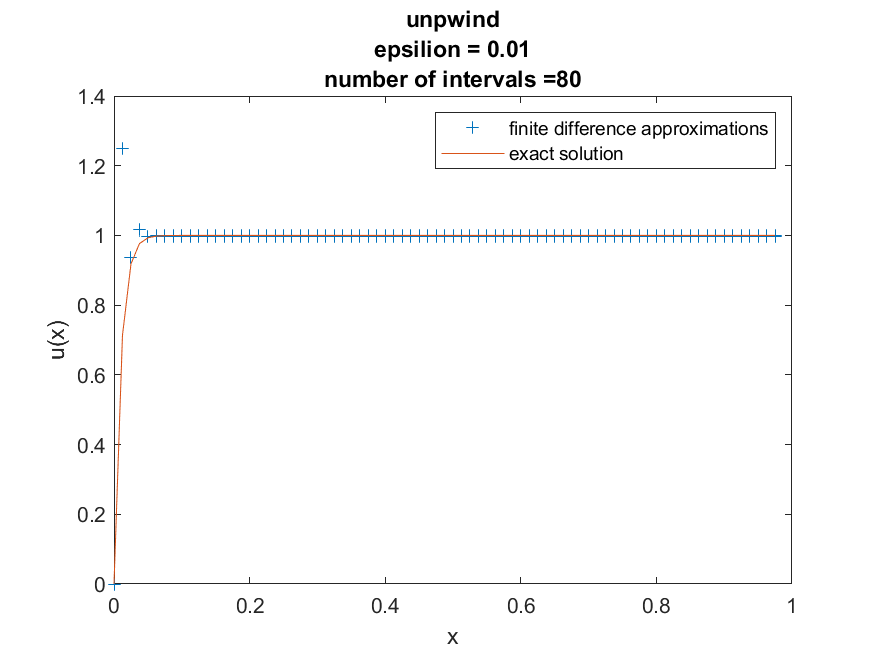 unpwind
epsilion = 0.01
number of intervals =80
finite difference approximations
exact solution
u(x)
1.4
1.2
1
0.8
0.6
0.4
0.2
0
0
0.2
0.4
0.6
0.8
1
x